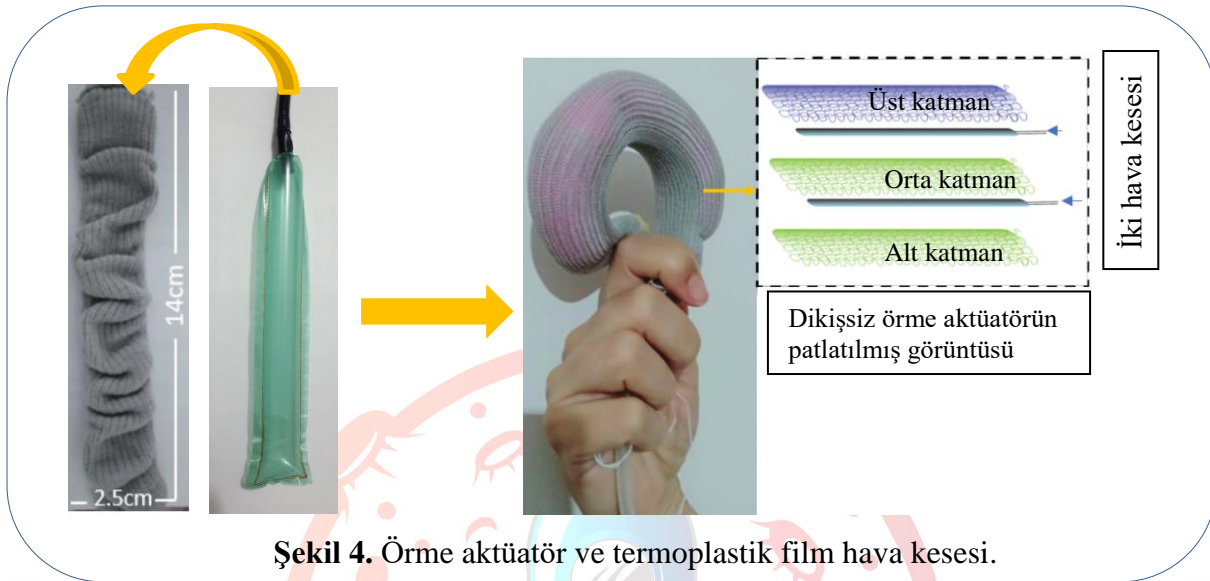 14cm
2.5cm
Üst katman
Orta katman
Alt katman
İki hava kesesi
Dikişsiz örme aktüatörün
patlatılmış görüntüsü
Şekil 4. Örme aktüatör ve termoplastik film hava kesesi.